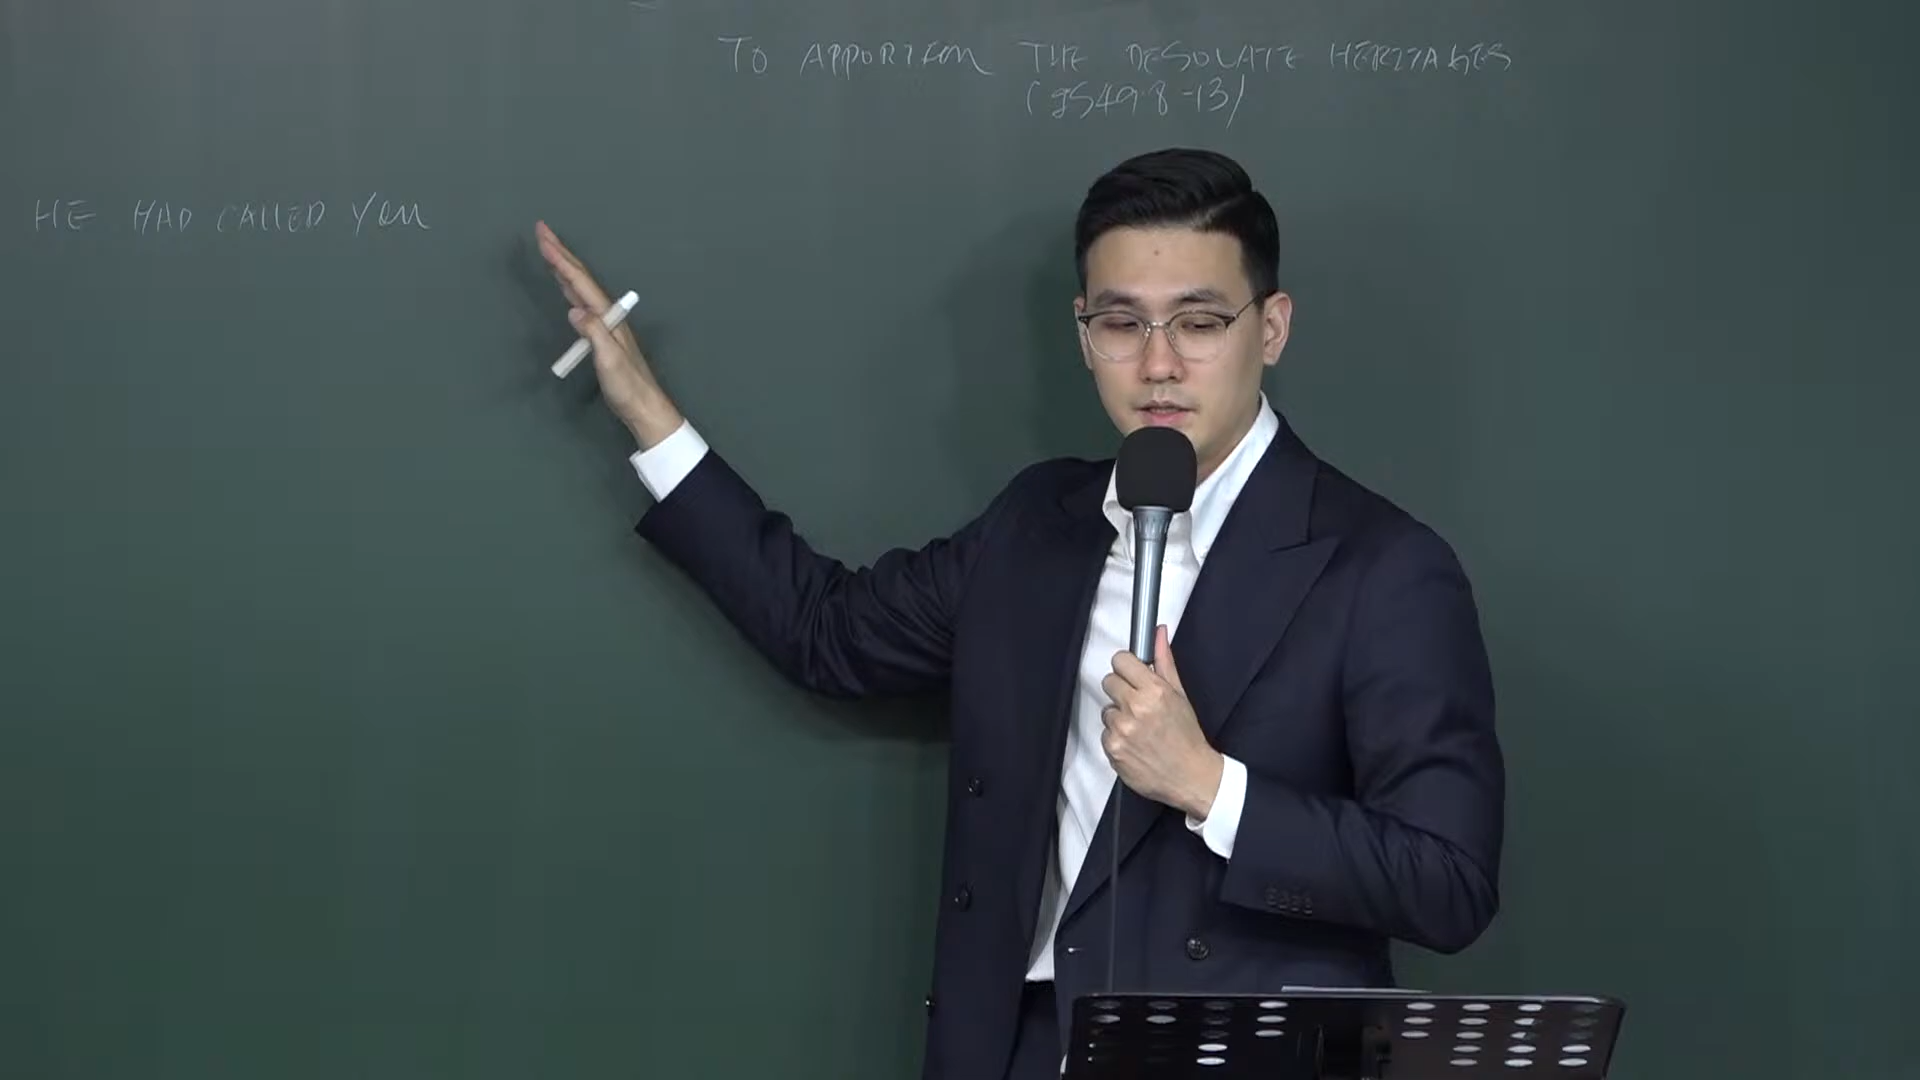 TO APPORTION THE DESOLATE HERITAGES
(IS49:8-13)
HE HAD CALLED YOU